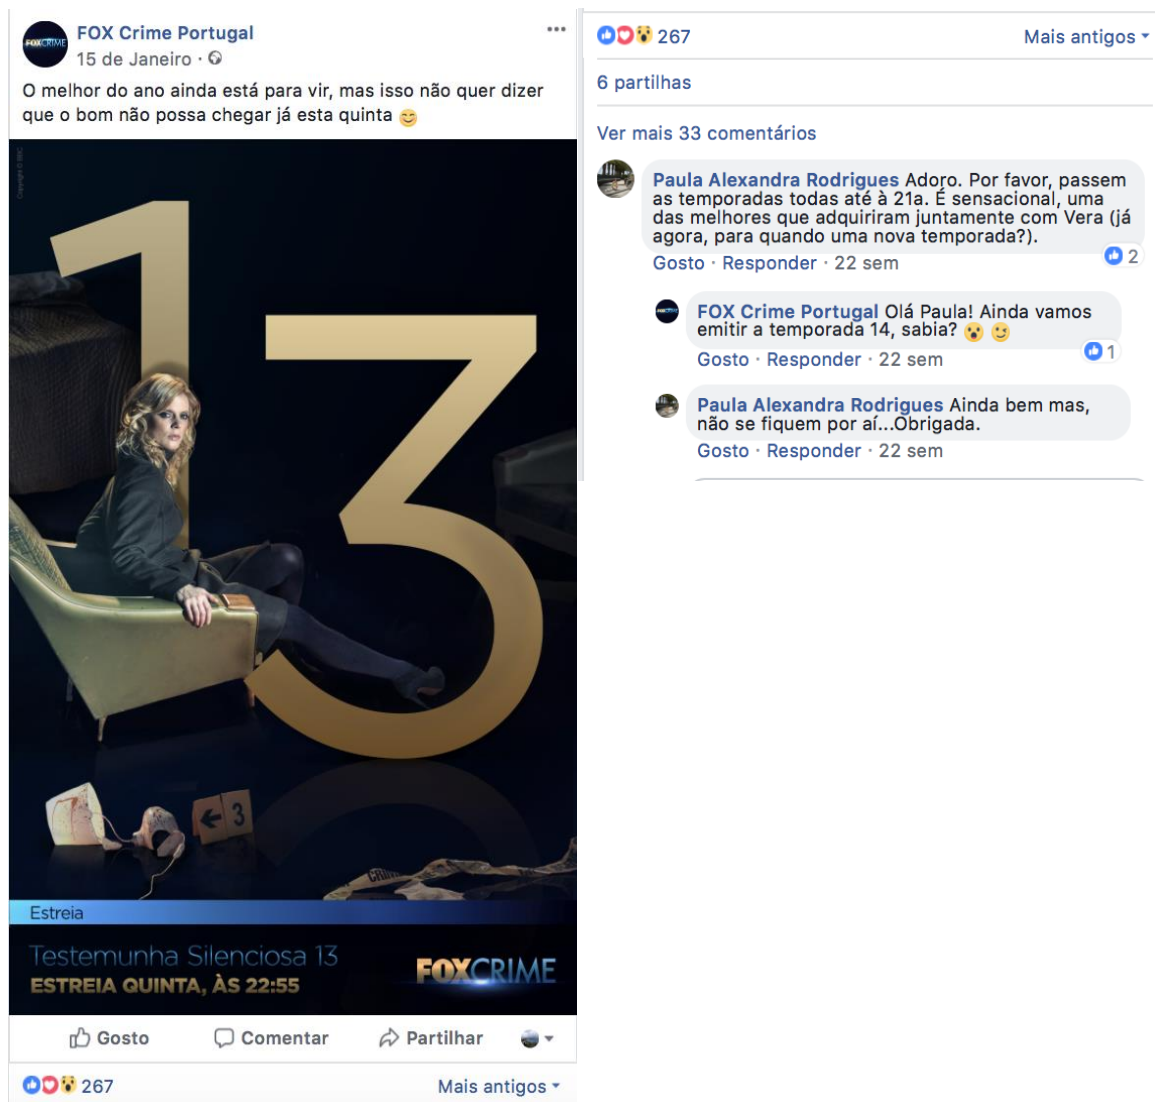 FOX Crime Portugal
15 de Janeiro ·
O melhor do ano ainda está para vir, mas isso não quer dizer
que o bom não possa chegar já esta quinta
Copyright © BBC
13
3
CRIM
Estreia
Testemunha Silenciosa 13
ESTREIA QUINTA, ÀS 22:55
FOXCRIME
Gosto Comentar Partilhar
267 Mais antigos
267 Mais antigos
6 partilhas
Ver mais 33 comentários
Paula Alexandra Rodrigues Adoro. Por favor, passem
as temporadas todas até à 21a. É sensacional, uma
das melhores que adquiriram juntamente com Vera (já
agora, para quando uma nova temporada?).
2
Gosto · Responder · 22 sem
FOX Crime Portugal Olá Paula! Ainda vamos
emitir a temporada 14, sabia?
1
Gosto · Responder · 22 sem
Paula Alexandra Rodrigues Ainda bem mas,
não se fiquem por aí...Obrigada.
Gosto · Responder · 22 sem